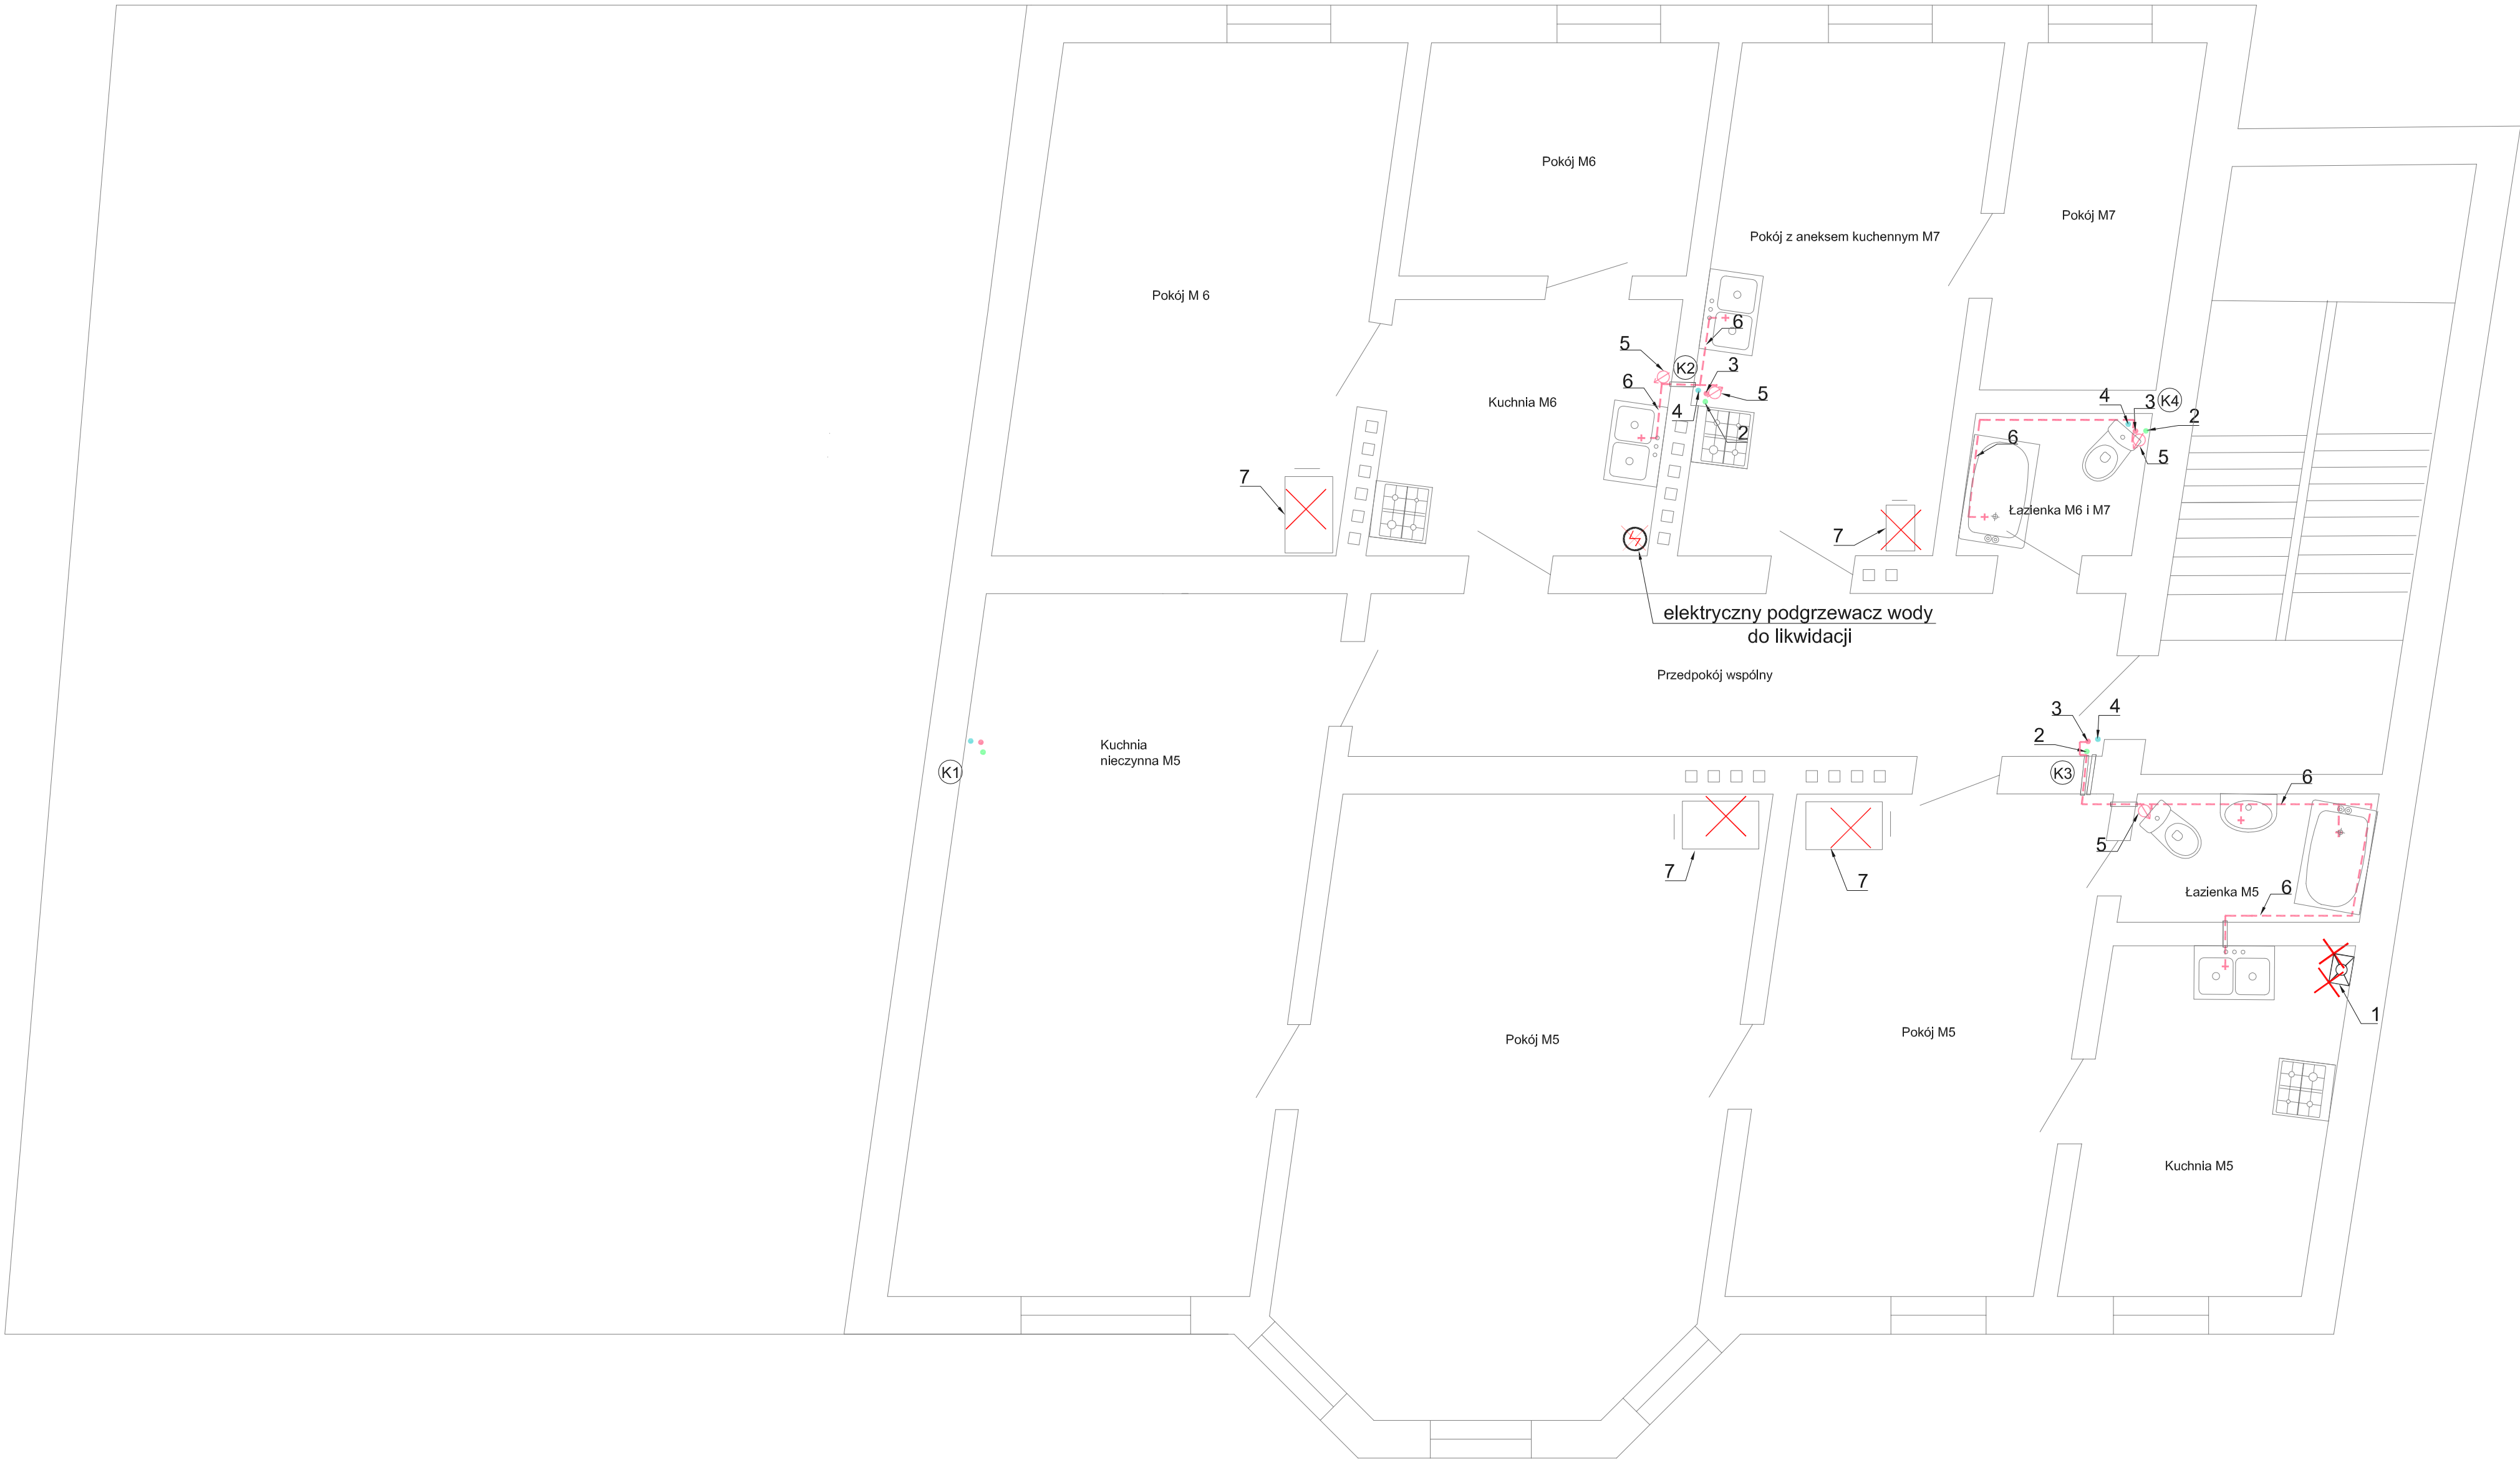 Pokój M6
Pokój M7
Pokój z aneksem kuchennym M7
Pokój M 6
6
5
K2
3
6
5
Kuchnia M6
4
2
4
3
K4
2
6
5
7
Łazienka M6 i M7
7
elektryczny podgrzewacz wody
do likwidacji
Przedpokój wspólny
3
4
2
Kuchnia
nieczynna M5
K1
K3
6
5
7
7
Łazienka M5
6
1
Pokój M5
Pokój M5
Kuchnia M5